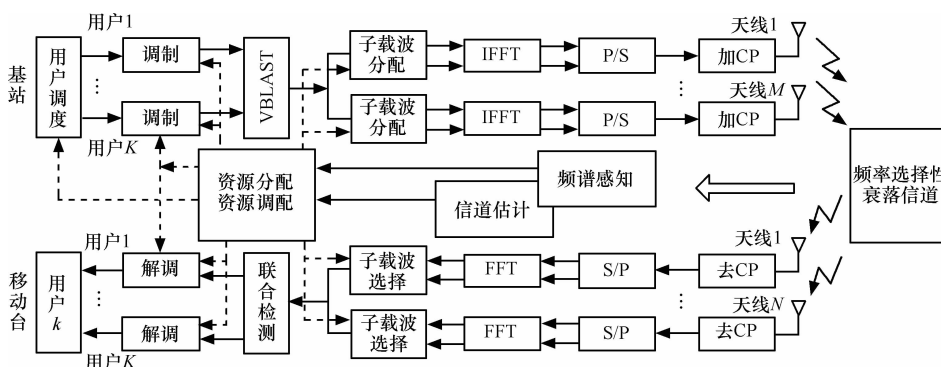 基站
用户调度
用户1
调制
⋮
调制
用户K
VBLAST
子载波
分配
IFFT
P/S
加CP
天线1
⋮
子载波
分配
IFFT
P/S
加CP
天线M
资源分配
资源调配
频谱感知
信道估计
频率选择性
衰落信道
移动台
用户k
用户1
解调
⋮
解调
用户K
联合检测
子载波
选择
FFT
S/P
去CP
天线1
⋮
子载波
选择
FFT
S/P
去CP
天线N